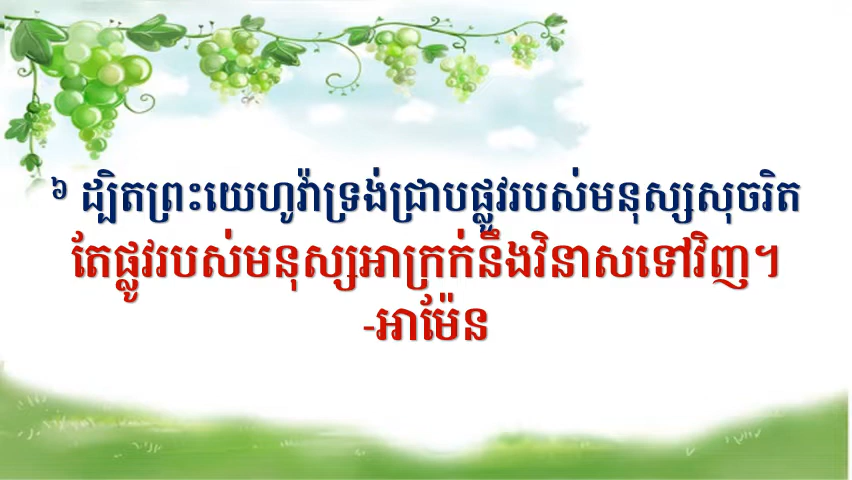 ៦ ដ្បិតព្រះយេហូវ៉ាទ្រង់ជ្រាបផ្លូវរបស់មនុស្សសុចរិត
តែផ្លូវរបស់មនុស្សអាក្រក់នឹងវិនាសទៅវិញ។
-អាម៉ែន